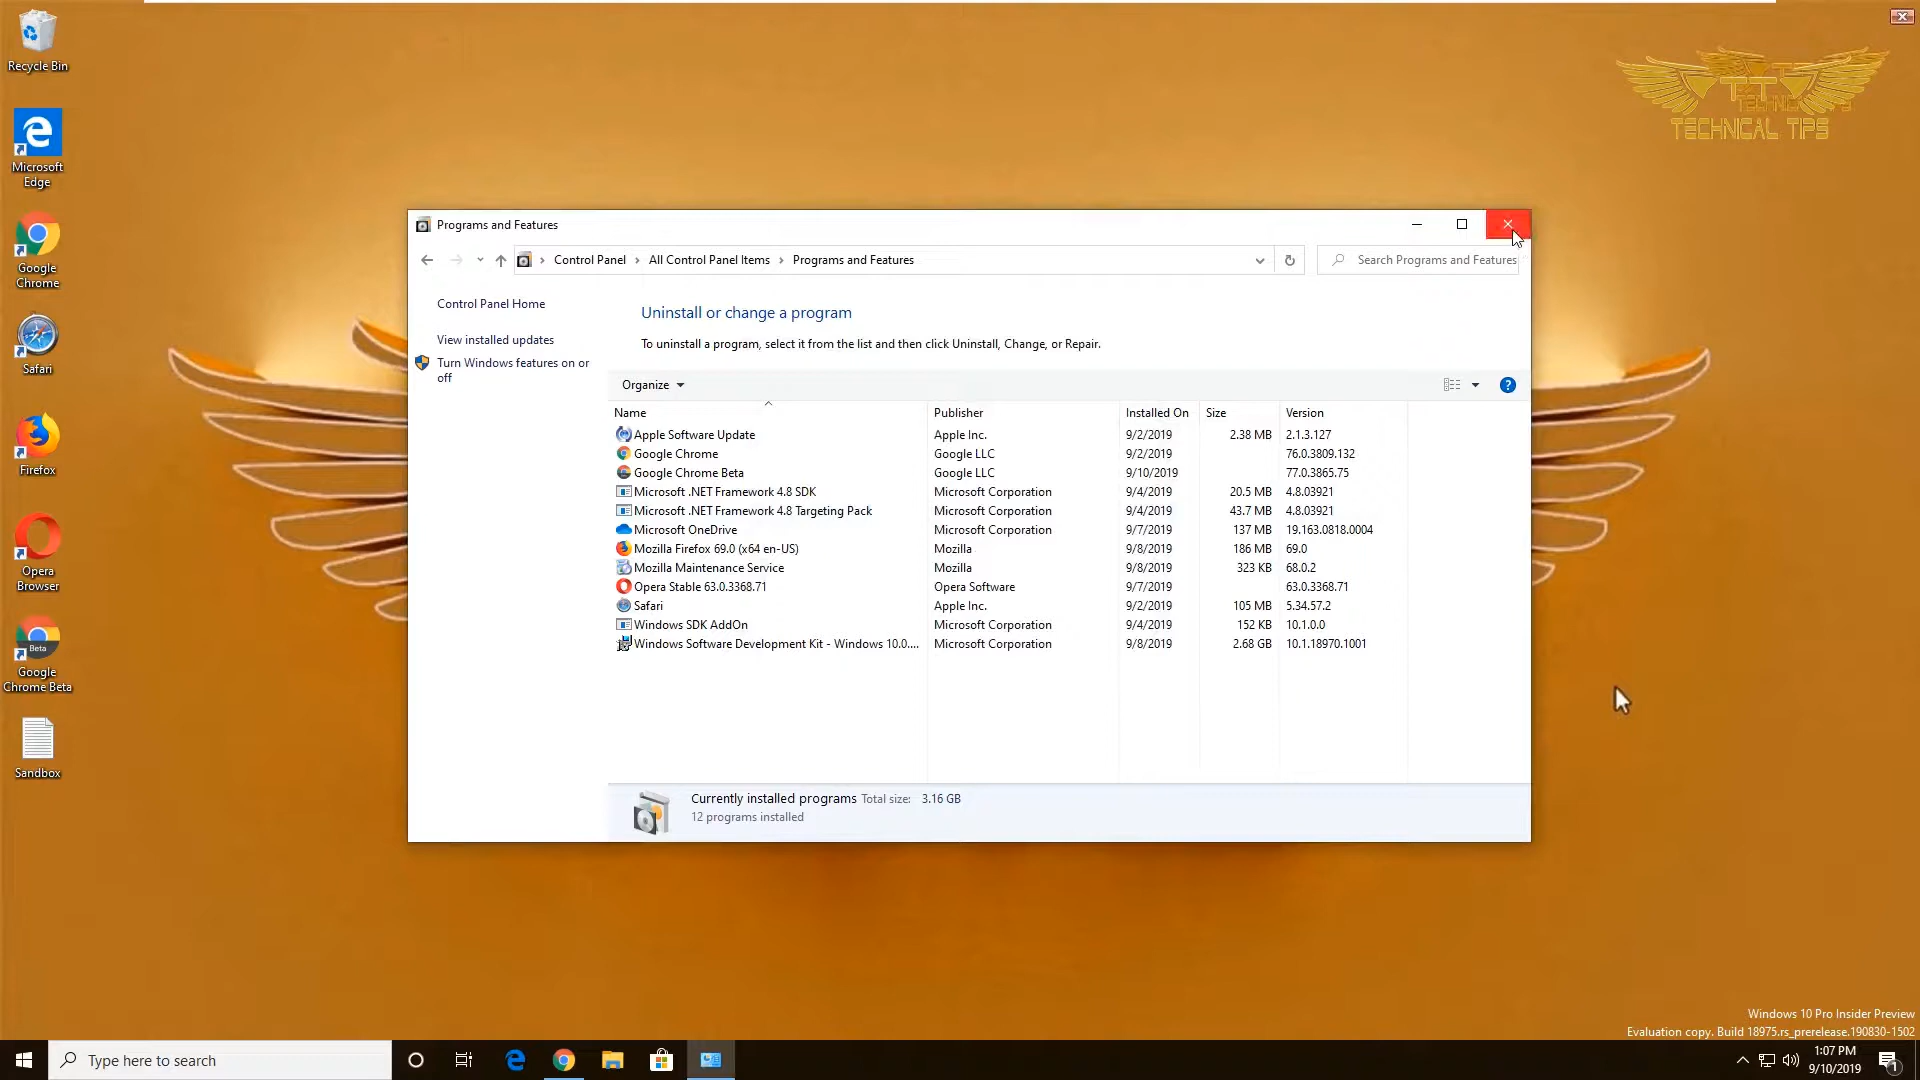 Recycle Bin
Microsoft
Edge
Google
Chrome
Safari
Firefox
Opera
Browser
Beta
Google
Chrome Beta
Sandbox
TECHNICAL TIPS
Programs and Features
Control Panel
All Control Panel Items
Programs and Features
Search Programs and Features
Control Panel Home
View installed updates
Turn Windows features on or
off
Uninstall or change a program
To uninstall a program, select it from the list and then click Uninstall, Change, or Repair.
Organize
Name Publisher Installed On Size Version
Apple Software Update Apple Inc. 9/2/2019 2.38 MB 2.1.3.127
Google Chrome Google LLC 9/2/2019 76.0.3809.132
Google Chrome Beta Google LLC 9/10/2019 77.0.3865.75
Microsoft .NET Framework 4.8 SDK Microsoft Corporation 9/4/2019 20.5 MB 4.8.03921
Microsoft .NET Framework 4.8 Targeting Pack Microsoft Corporation 9/4/2019 43.7 MB 4.8.03921
Microsoft OneDrive Microsoft Corporation 9/7/2019 137 MB 19.163.0818.0004
Mozilla Firefox 69.0 (x64 en-US) Mozilla 9/8/2019 186 MB 69.0
Mozilla Maintenance Service Mozilla 9/8/2019 323 KB 68.0.2
Opera Stable 63.0.3368.71 Opera Software 9/7/2019 63.0.3368.71
Safari Apple Inc. 9/2/2019 105 MB 5.34.57.2
Windows SDK AddOn Microsoft Corporation 9/4/2019 152 KB 10.1.0.0
Windows Software Development Kit - Windows 10.0.... Microsoft Corporation 9/8/2019 2.68 GB 10.1.18970.1001
Currently installed programs Total size: 3.16 GB
12 programs installed
Windows 10 Pro Insider Preview
Evaluation copy. Build 18975.rs_prerelease.190830-1502
Type here to search
1:07 PM
9/10/2019
1